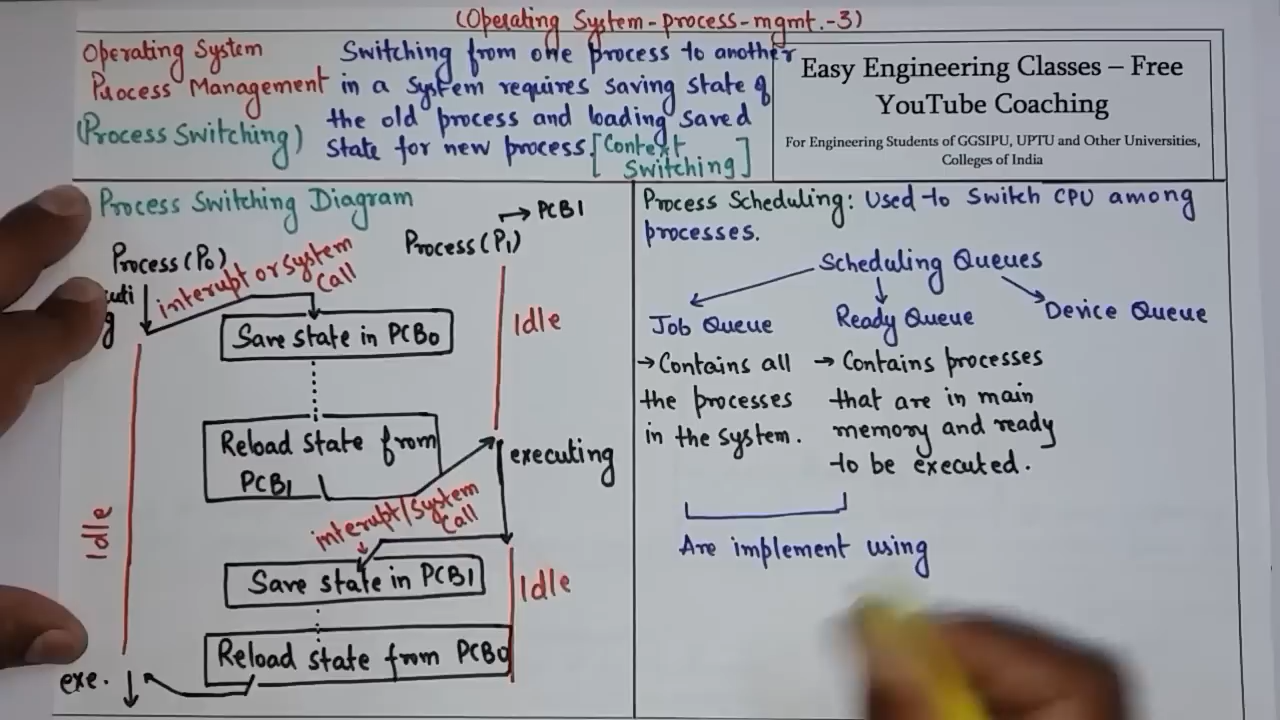 (Operating System-process-mgmt.-3)
Operating System
Process Management
(Process Switching)
Switching from one process to another
in a system requires saving state of
the old process and loading saved
state for new process. [Context
Switching]
Easy Engineering Classes – Free
YouTube Coaching
For Engineering Students of GGSIPU, UPTU and Other Universities,
Colleges of India
Process Switching Diagram
Process (P0)
interupt or system
call
Process (P1)
PCB1
Save state in PCB0
Idle
Reload state from
PCB1
executing
Idle
interupt/system
call
Save state in PCB1
Idle
Reload state from PCB0
exe.
Process Scheduling: Used to switch CPU among
processes.
Scheduling Queues
Job Queue
→ Contains all
the processes
in the system.
Ready Queue
→ Contains processes
that are in main
memory and ready
to be executed.
Device Queue
Are implement using